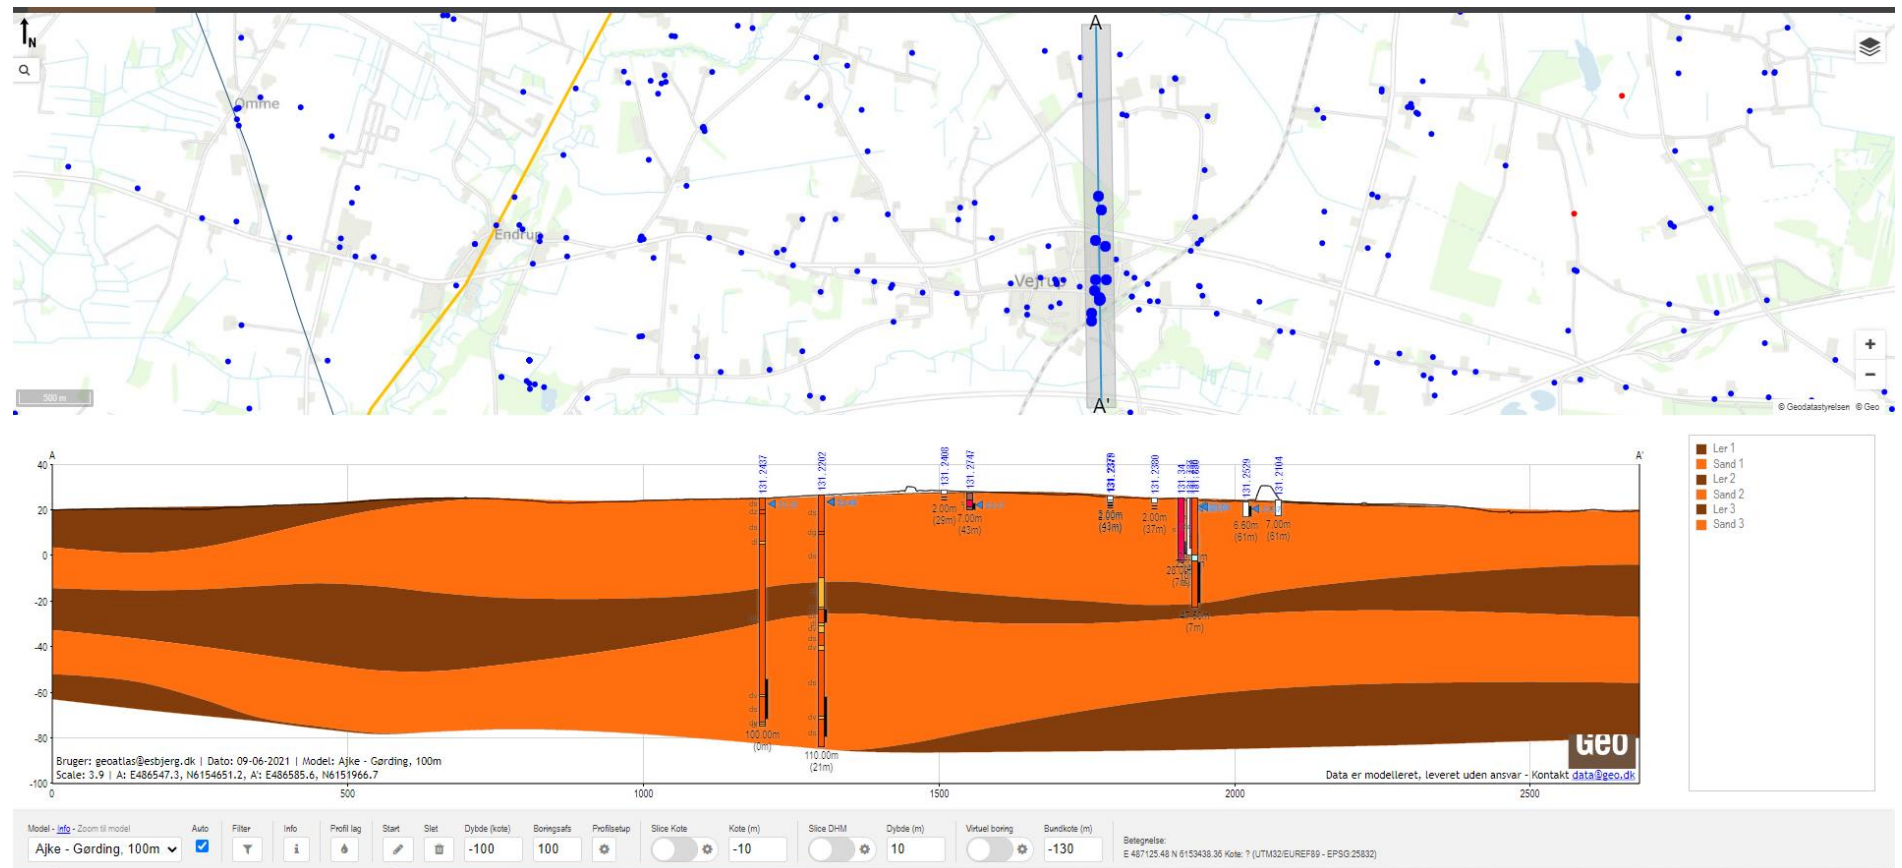 N
A
Omme
Endrup
Vejrup
500 m
A'
© Geodatastyrelsen © Geo
A
A'
40
20
0
-20
-40
-60
-80
-100
0
500
1000
1500
2000
2500
131. 2437
131. 2202
131. 2408
131. 2747
131. 2380
131. 34
131. 2529
131. 2104
100.00m
(0m)
110.00m
(21m)
2.00m
(29m)
7.00m
(43m)
2.00m
(43m)
2.00m
(37m)
(7m)
6.60m
(61m)
7.00m
(61m)
Bruger: geoatlas@esbjerg.dk | Dato: 09-06-2021 | Model: Ajke - Gørding, 100m
Scale: 3.9 | A: E486547.3, N6154651.2, A': E486585.6, N6151966.7
Geo
Data er modelleret, leveret uden ansvar - Kontakt data@geo.dk
Ler 1
Sand 1
Ler 2
Sand 2
Ler 3
Sand 3
Model - Info - Zoom til model
Auto
Filter
Info
Profil lag
Start
Slet
Dybde (kote)
Boringsafs
Profilsetup
Slice Kote
Kote (m)
Slice DHM
Dybde (m)
Virtuel boring
Bundkote (m)
Ajke - Gørding, 100m
-100
100
-10
10
-130
Betegnelse:
E 487125.48 N 6153438.36 Kote: ? (UTM32/EUREF89 - EPSG:25832)